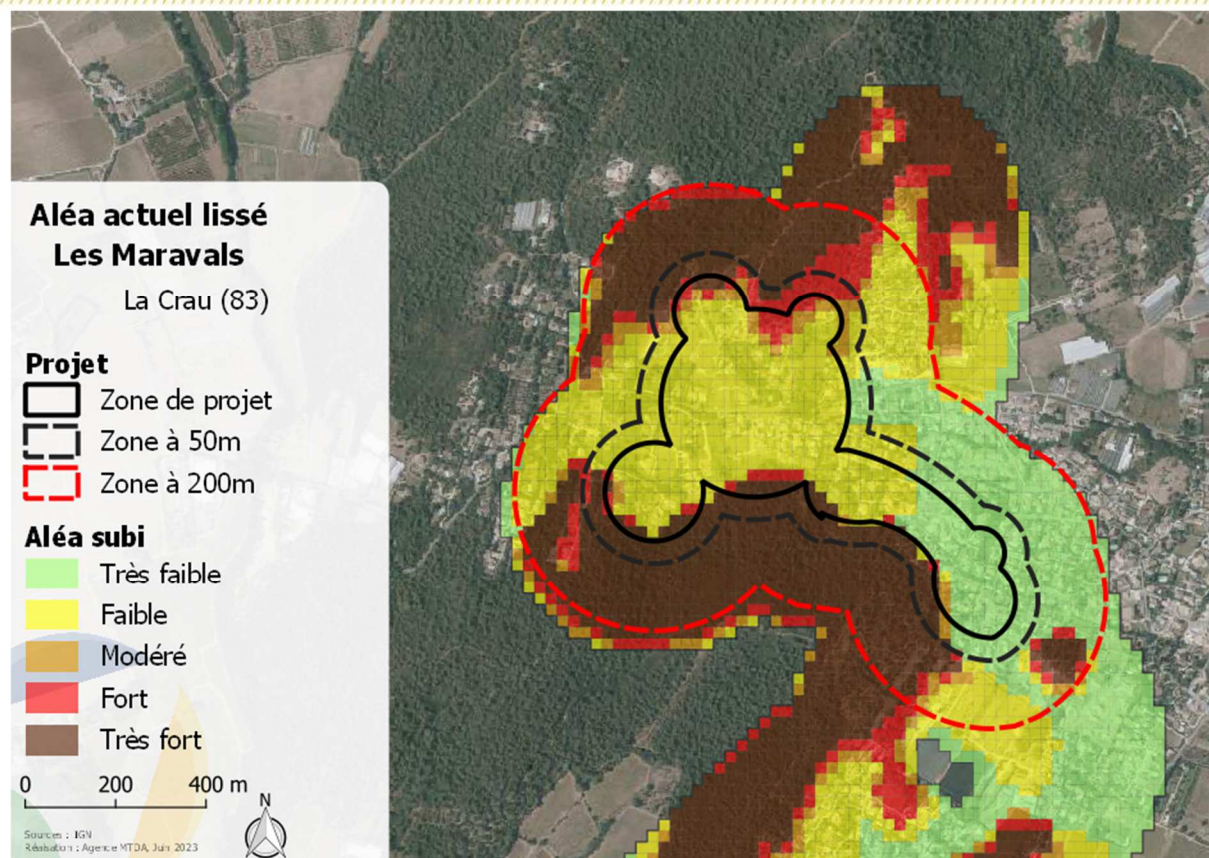 Aléa actuel lissé
Les Maravals
La Crau (83)
Projet
Zone de projet
Zone à 50m
Zone à 200m
Aléa subi
Très faible
Faible
Modéré
Fort
Très fort
0 200 400 m
N
Sources : IGN
Réalisation : Agence MTDA, Juin 2023